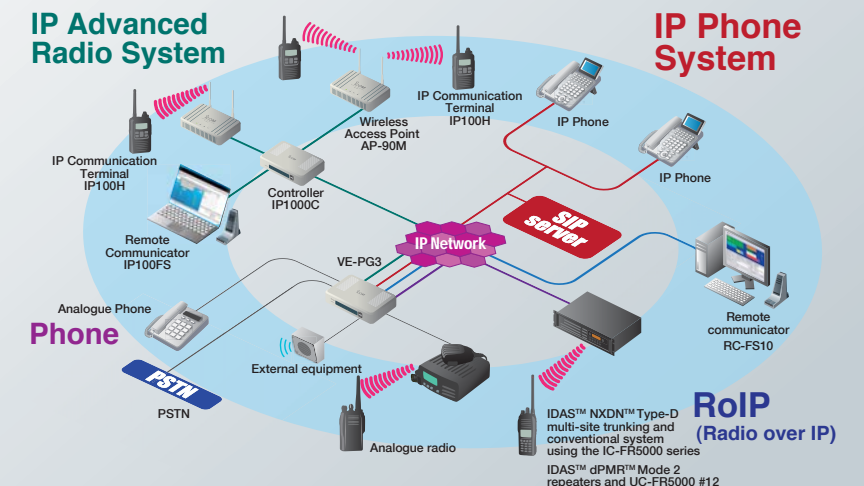 IP Advanced
Radio System
IP Phone
System
IP Communication
Terminal
IP100H
Wireless
Access Point
AP-90M
IP Phone
IP Communication
Terminal
IP100H
IP Phone
Controller
IP1000C
SIP
server
IP Network
Remote
Communicator
IP100FS
VE-PG3
Analogue Phone
Phone
Remote
communicator
RC-FS10
External equipment
PSTN
PSTN
Analogue radio
IDAS™ NXDN™ Type-D
multi-site trunking and
conventional system
using the IC-FR5000 series
IDAS™ dPMR™ Mode 2
repeaters and UC-FR5000 #12
RoIP
(Radio over IP)